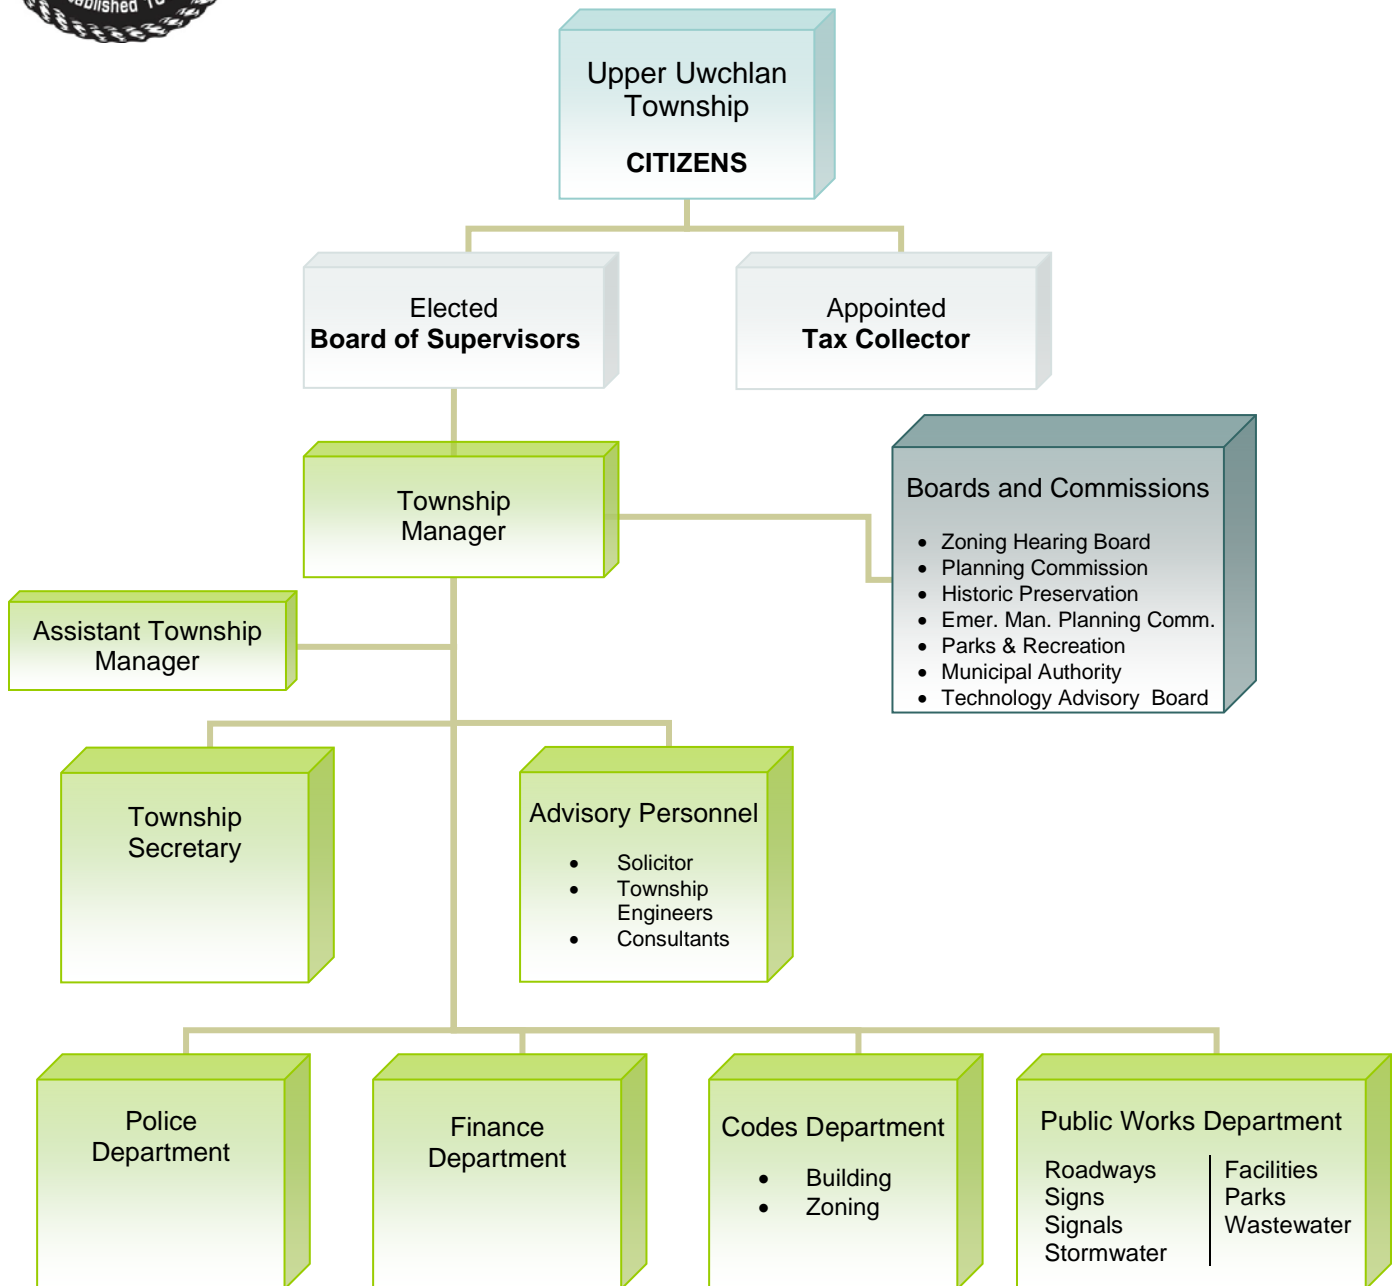 Established 
Upper Uwchlan
Township
CITIZENS
Elected
Board of Supervisors
Appointed
Tax Collector
Township
Manager
Boards and Commissions
• Zoning Hearing Board
• Planning Commission
• Historic Preservation
• Emer. Man. Planning Comm.
• Parks & Recreation
• Municipal Authority
• Technology Advisory Board
Assistant Township
Manager
Township
Secretary
Advisory Personnel
• Solicitor
• Township
Engineers
• Consultants
Police
Department
Finance
Department
Codes Department
• Building
• Zoning
Public Works Department
Roadways
Signs
Signals
Stormwater
Facilities
Parks
Wastewater